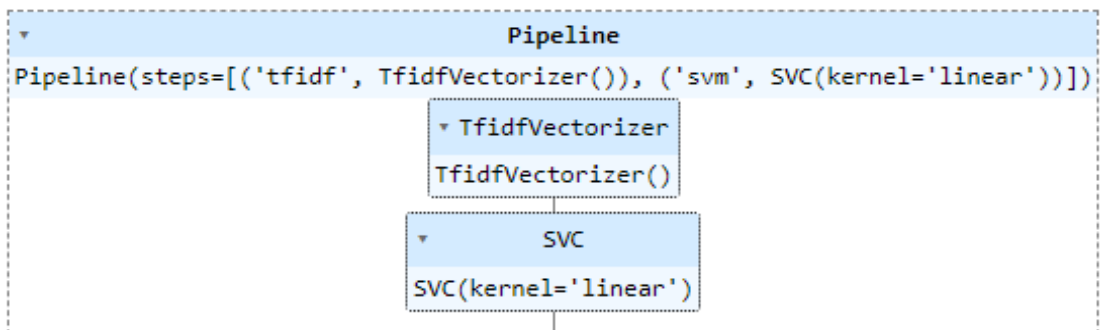 Pipeline
Pipeline(steps=[('tfidf', TfidfVectorizer()), ('svm', SVC(kernel='linear'))])
TfidfVectorizer
TfidfVectorizer()
SVC
SVC(kernel='linear')